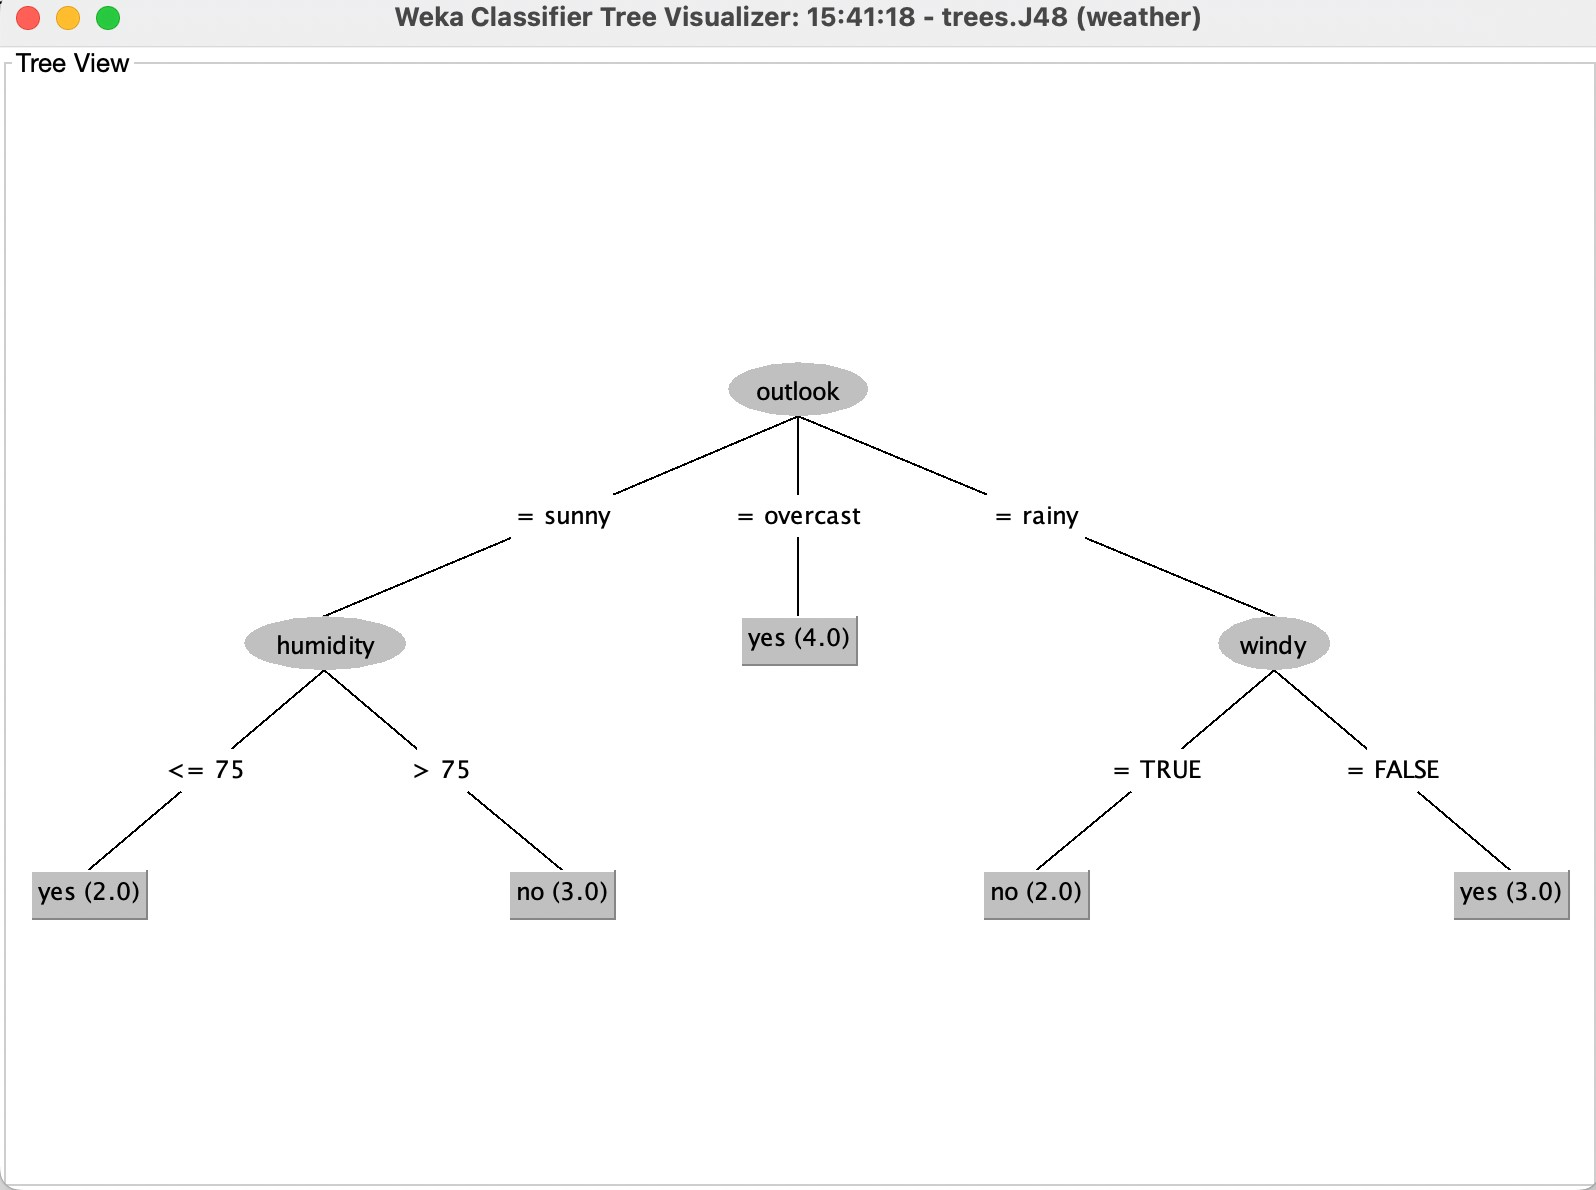 Weka Classifier Tree Visualizer: 15:41:18 - trees.J48 (weather)
Tree View
outlook
= sunny
= overcast
= rainy
humidity
yes (4.0)
windy
<= 75
> 75
= TRUE
= FALSE
yes (2.0)
no (3.0)
no (2.0)
yes (3.0)